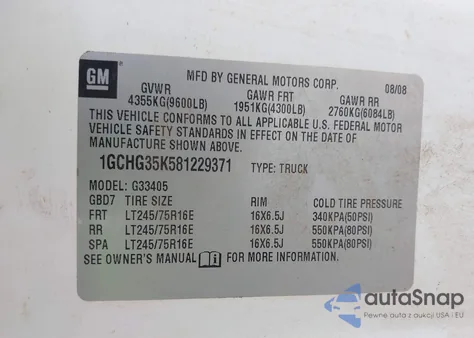 GM
MFD BY GENERAL MOTORS CORP. 08/08
GVWR GAWR FRT GAWR RR
4355KG(9600LB) 1951KG(4300LB) 2760KG(6084LB)
THIS VEHICLE CONFORMS TO ALL APPLICABLE U.S. FEDERAL MOTOR
VEHICLE SAFETY STANDARDS IN EFFECT ON THE DATE OF
MANUFACTURE SHOWN ABOVE.
1GCHG35K581229371 TYPE: TRUCK
MODEL: G33405
GBD7 TIRE SIZE RIM COLD TIRE PRESSURE
FRT LT245/75R16E 16X6.5J 340KPA(50PSI)
RR LT245/75R16E 16X6.5J 550KPA(80PSI)
SPA LT245/75R16E 16X6.5J 550KPA(80PSI)
SEE OWNER'S MANUAL FOR MORE INFORMATION.
autaSnap
Pewne auta z aukcji USA i EU